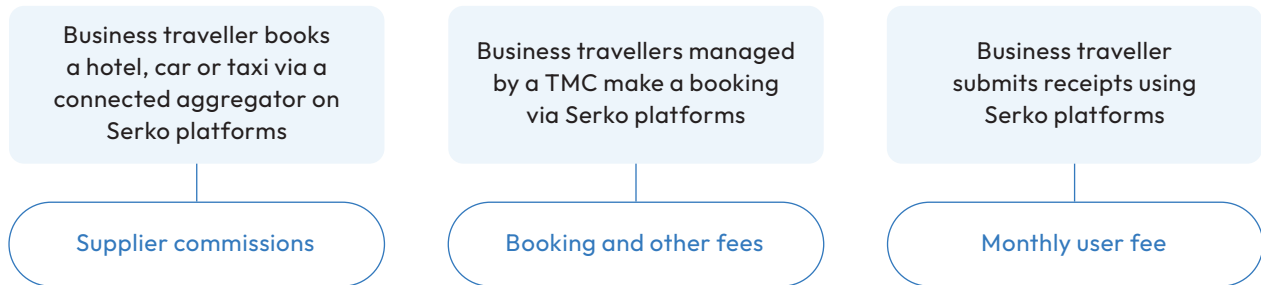 Business traveller books
a hotel, car or taxi via a
connected aggregator on
Serko platforms
Supplier commissions
Business travellers managed
by a TMC make a booking
via Serko platforms
Booking and other fees
Business traveller
submits receipts using
Serko platforms
Monthly user fee